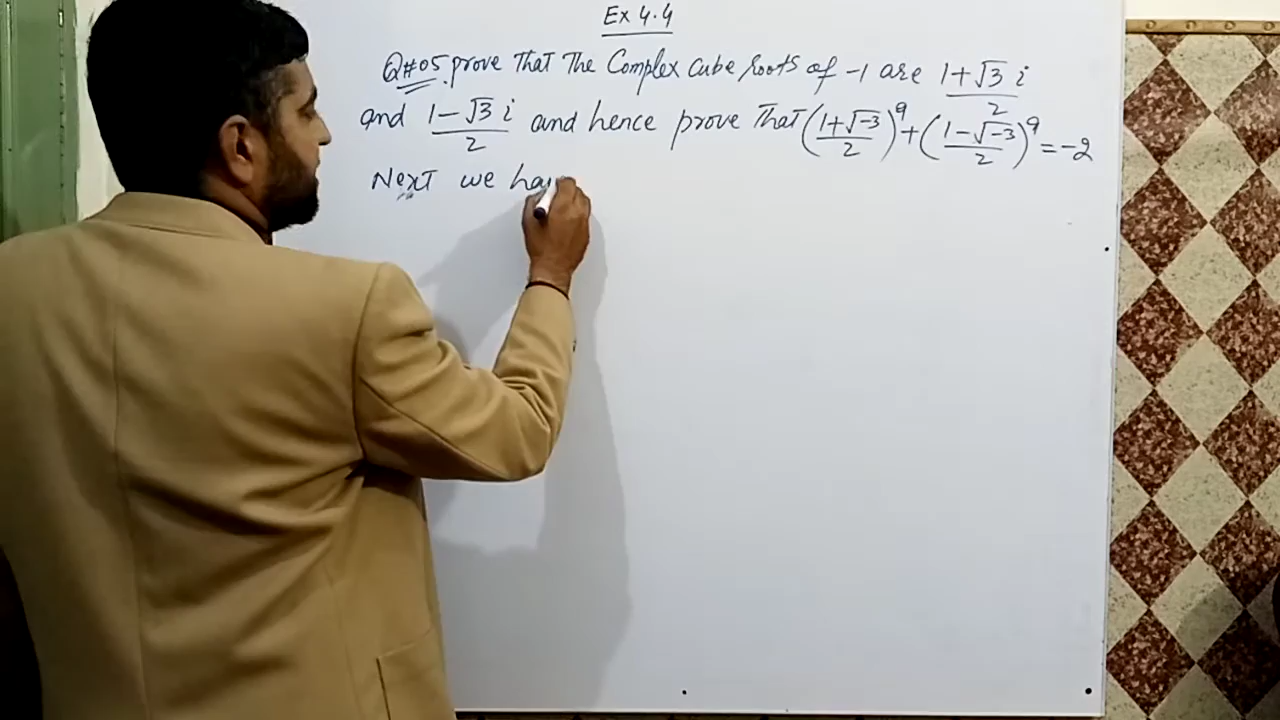 Ex 4.4
Q#05. prove that The Complex cube roots of -1 are (1+√3 i)/2
and (1-√3 i)/2 and hence prove That ((1+√-3)/2)^9 + ((1-√-3)/2)^9 = -2
Next we ha